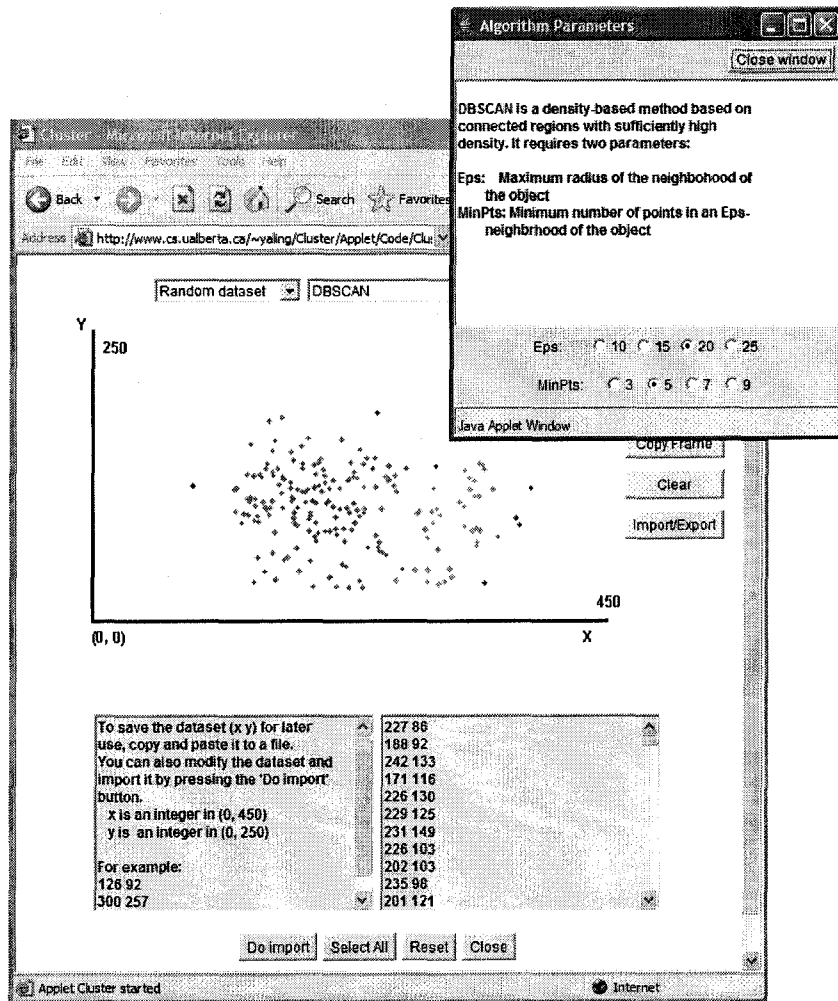 Algorithm Parameters
Close window
DBSCAN is a density-based method based on
connected regions with sufficiently high
density. It requires two parameters:
Eps: Maximum radius of the neighbohood of
the object
MinPts: Minimum number of points in an Eps-
neighbrhood of the object
Eps: 10 15 20 25
MinPts: 3 5 7 9
Java Applet Window
Cluster - Microsoft Internet Explorer
File Edit View Favorites Tools Help
Back Search Favorites
Address http://www.cs.ualberta.ca/~yaling/Cluster/Applet/Code/Clu
Random dataset DBSCAN
Y
250
Copy Frame
Clear
Import/Export
450
(0, 0) X
To save the dataset (x y) for later
use, copy and paste it to a file.
You can also modify the dataset and
import it by pressing the 'Do import'
button.
x is an integer in (0, 450)
y is an integer in (0, 250)
For example:
126 92
300 257
227 86
188 92
242 133
171 116
226 130
229 125
231 149
226 103
202 103
235 98
201 121
Do import Select All Reset Close
Applet Cluster started Internet